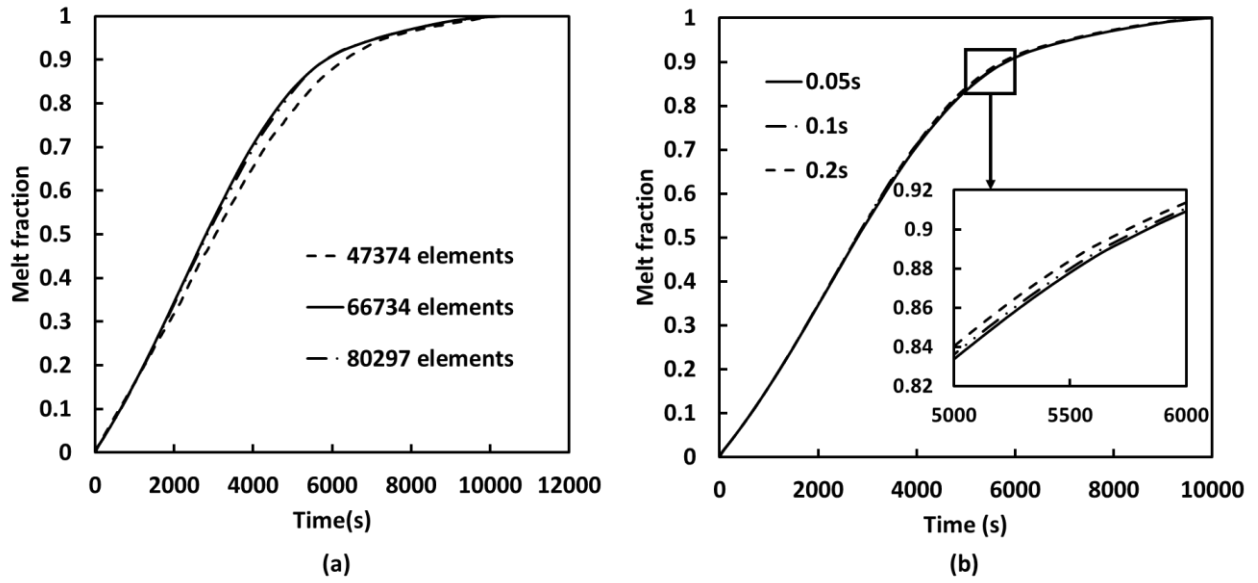 Melt fraction
1
0.9
0.8
0.7
0.6
0.5
0.4
0.3
0.2
0.1
0
47374 elements
66734 elements
80297 elements
0 2000 4000 6000 8000 10000 12000
Time(s)
(a)
Melt fraction
1
0.9
0.8
0.7
0.6
0.5
0.4
0.3
0.2
0.1
0
0.05s
0.1s
0.2s
0.92
0.9
0.88
0.86
0.84
0.82
5000 5500 6000
0 2000 4000 6000 8000 10000
Time (s)
(b)